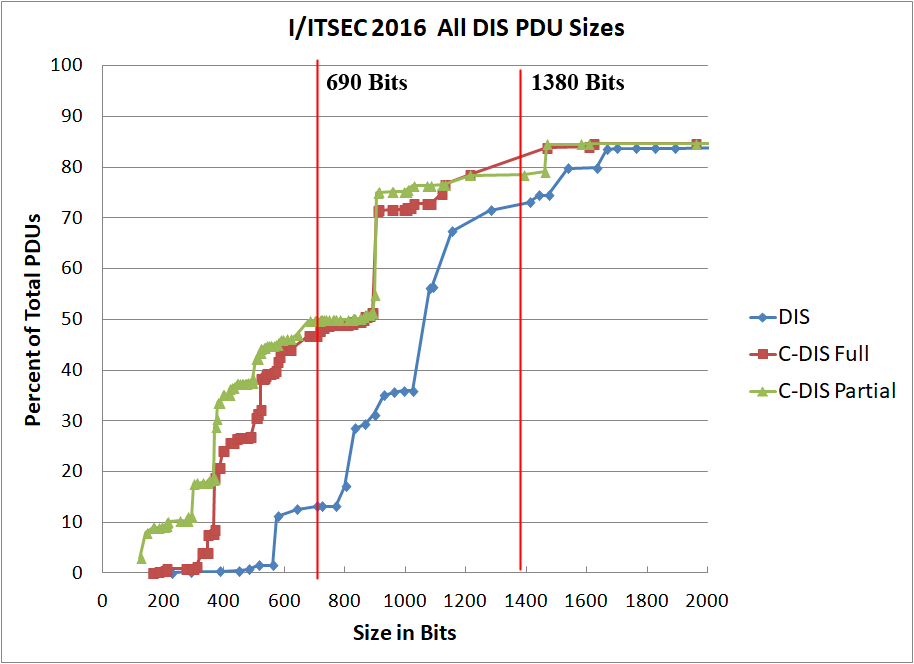 I/ITSEC 2016 All DIS PDU Sizes
690 Bits
1380 Bits
Percent of Total PDUs
100
90
80
70
60
50
40
30
20
10
0
0 200 400 600 800 1000 1200 1400 1600 1800 2000
Size in Bits
DIS
C-DIS Full
C-DIS Partial